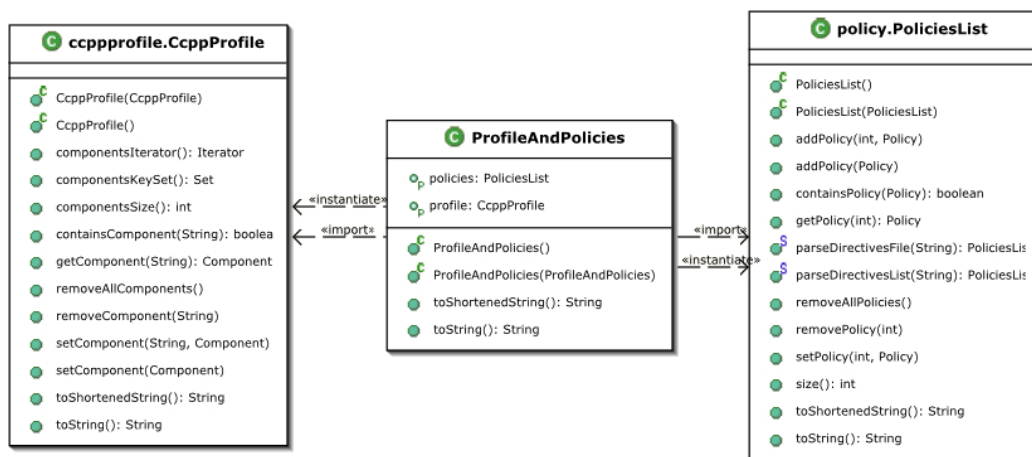 C ccppprofile.CcppProfile
C CcppProfile(CcppProfile)
C CcppProfile()
componentsIterator(): Iterator
componentsKeySet(): Set
componentsSize(): int
containsComponent(String): boolea
getComponent(String): Component
removeAllComponents()
removeComponent(String)
setComponent(String, Component)
setComponent(Component)
toShortenedString(): String
toString(): String
«instantiate»
«import»
C ProfileAndPolicies
P policies: PoliciesList
P profile: CcppProfile
C ProfileAndPolicies()
C ProfileAndPolicies(ProfileAndPolicies)
toShortenedString(): String
toString(): String
«import»
«instantiate»
C policy.PoliciesList
C PoliciesList()
C PoliciesList(PoliciesList)
addPolicy(int, Policy)
addPolicy(Policy)
containsPolicy(Policy): boolean
getPolicy(int): Policy
S parseDirectivesFile(String): PoliciesList
S parseDirectivesList(String): PoliciesList
removeAllPolicies()
removePolicy(int)
setPolicy(int, Policy)
size(): int
toShortenedString(): String
toString(): String